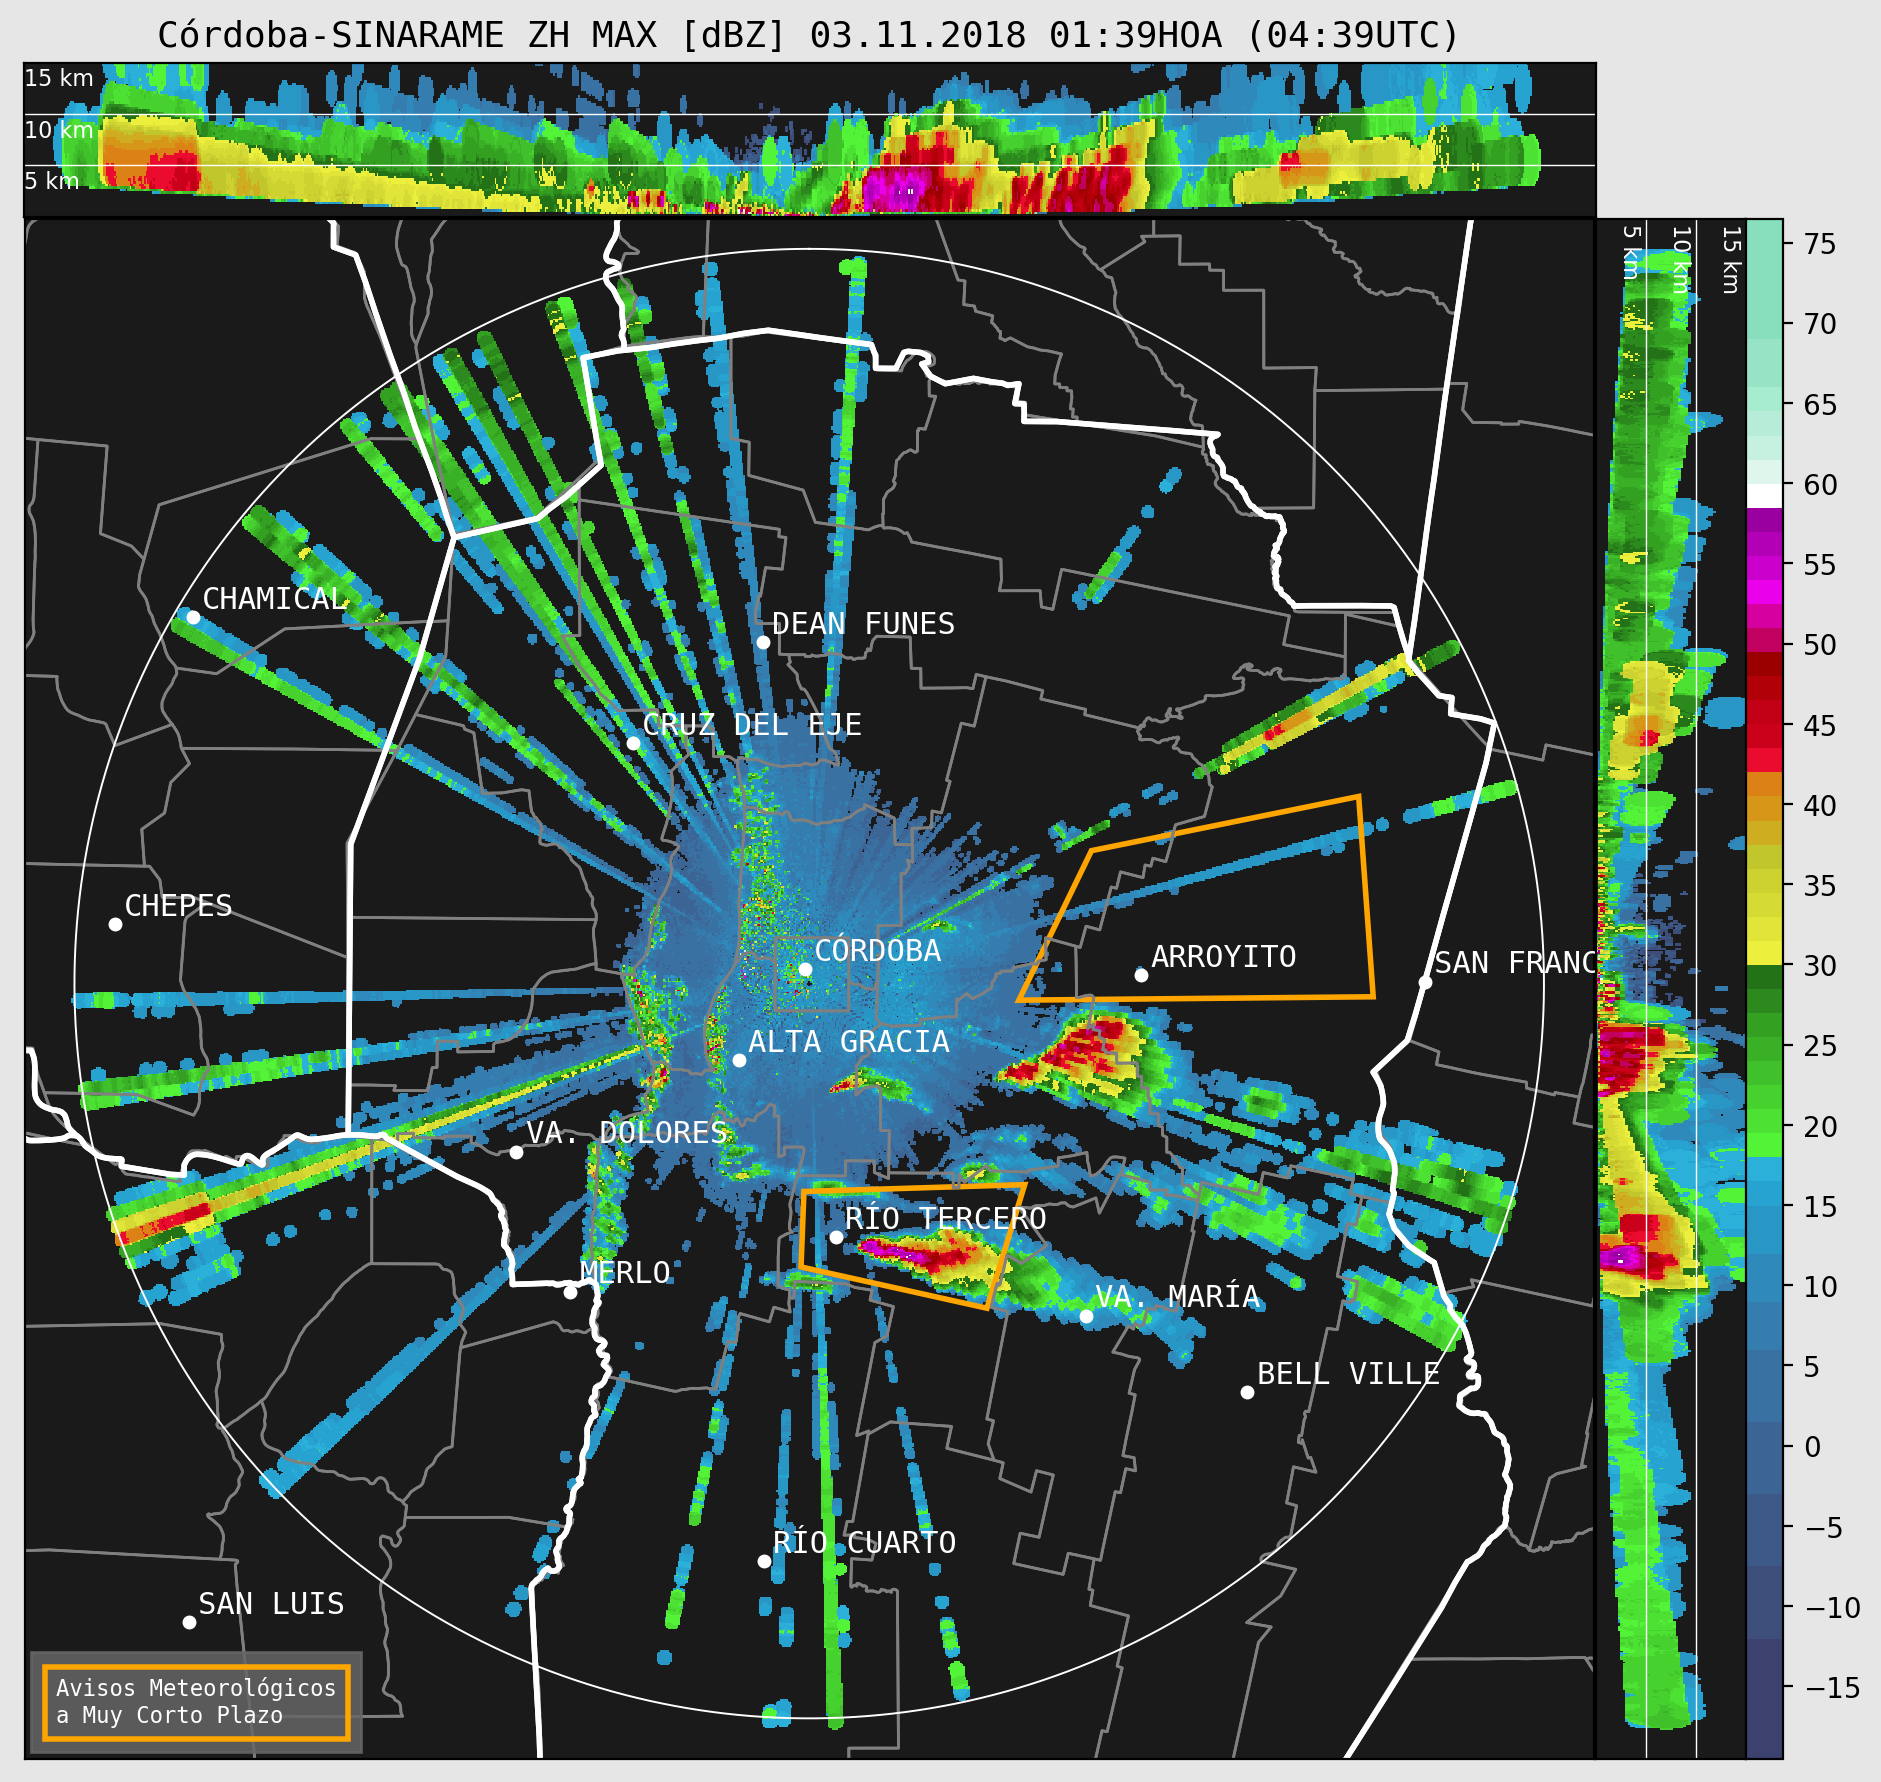 Córdoba-SINARAME ZH MAX [dBZ] 03.11.2018 01:39HOA (04:39UTC)
15 km
10 km
5 km
5 km
10 km
15 km
75
70
65
60
55
50
45
40
35
30
25
20
15
10
5
0
−5
−10
−15
CHAMICAL
DEAN FUNES
CRUZ DEL EJE
CHEPES
CÓRDOBA
ARROYITO
SAN FRANC
ALTA GRACIA
VA. DOLORES
RÍO TERCERO
MERLO
VA. MARÍA
BELL VILLE
RÍO CUARTO
SAN LUIS
Avisos Meteorológicos
a Muy Corto Plazo